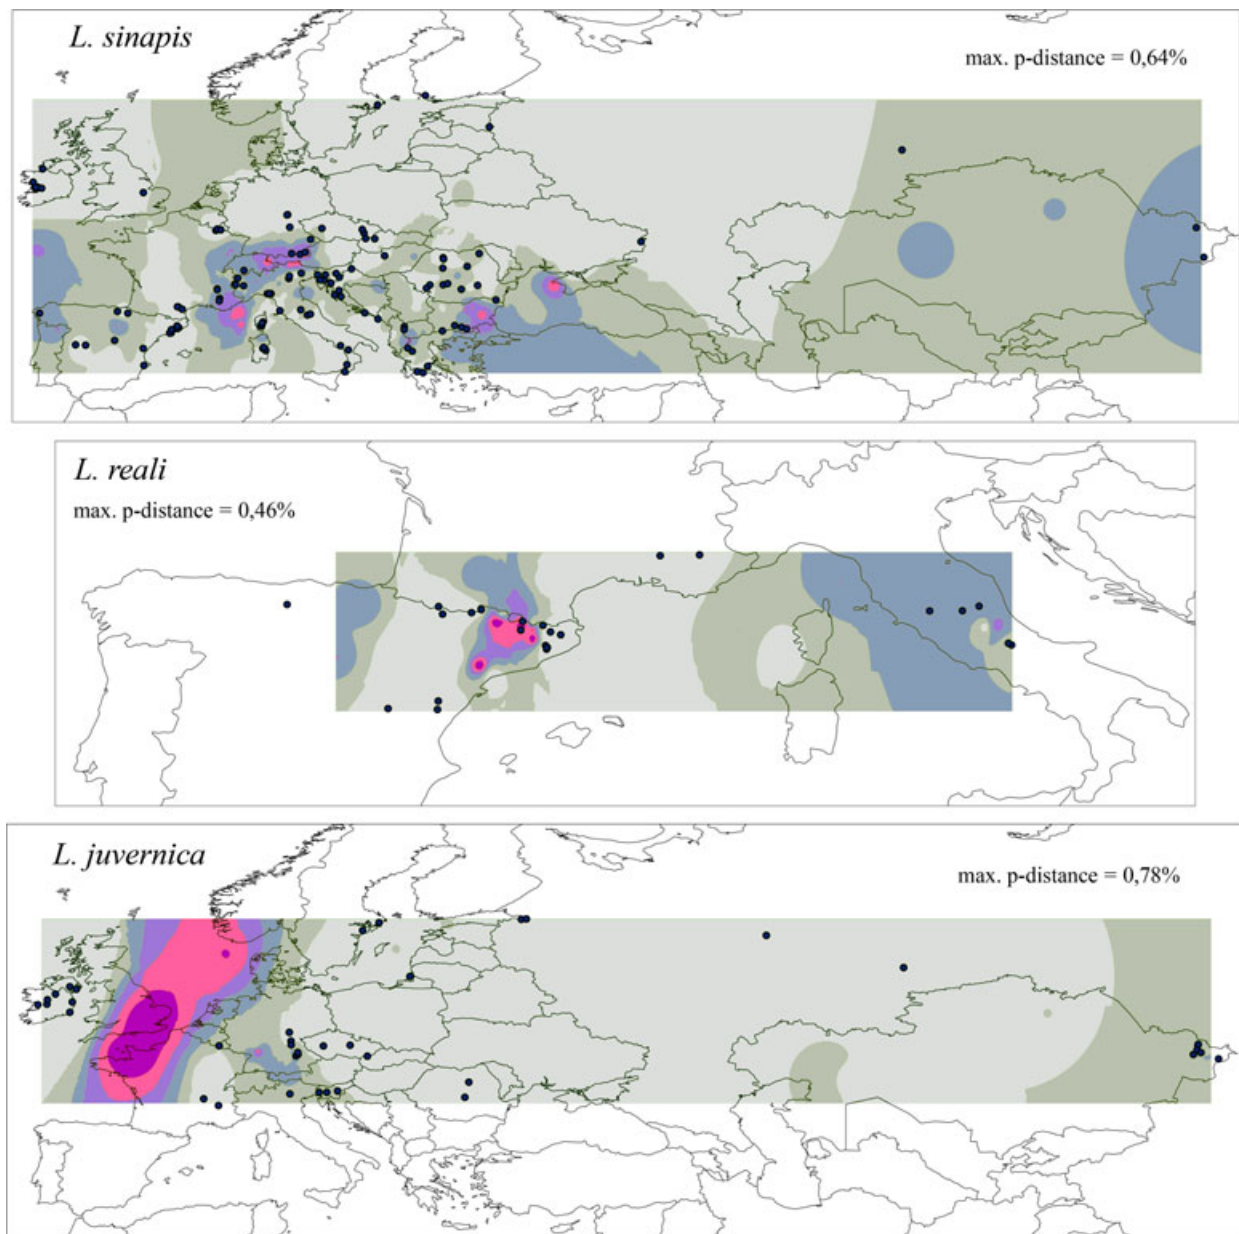 L. sinapis
max. p-distance = 0,64%
L. reali
max. p-distance = 0,46%
L. juvernica
max. p-distance = 0,78%